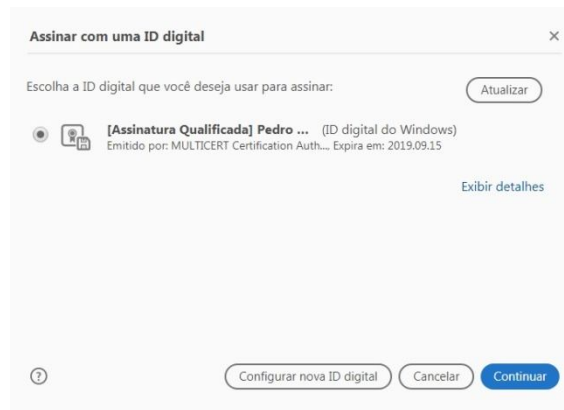 Assinar com uma ID digital
Escolha a ID digital que você deseja usar para assinar:
Atualizar
[Assinatura Qualificada] Pedro ... (ID digital do Windows)
Emitido por: MULTICERT Certification Auth..., Expira em: 2019.09.15
Exibir detalhes
Configurar nova ID digital
Cancelar
Continuar